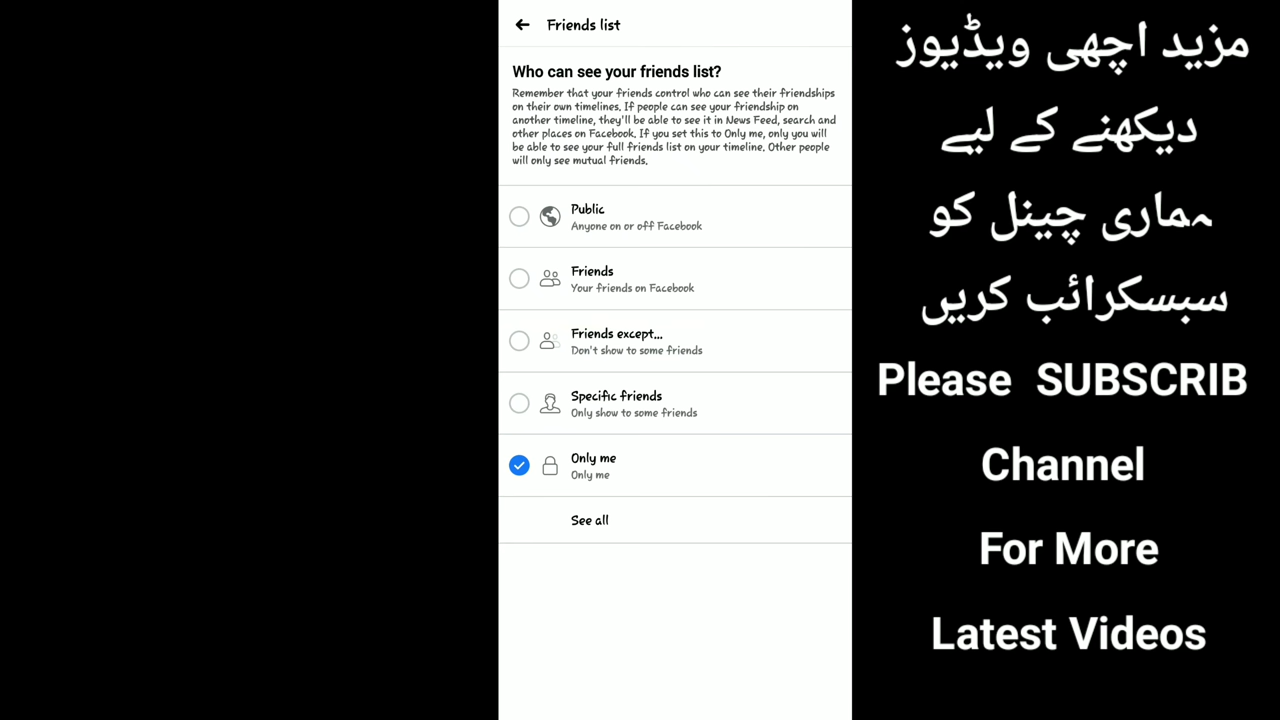 Friends list
Who can see your friends list?
Remember that your friends control who can see their friendships
on their own timelines. If people can see your friendship on
another timeline, they'll be able to see it in News Feed, search and
other places on Facebook. If you set this to Only me, only you will
be able to see your full friends list on your timeline. Other people
will only see mutual friends.
Public
Anyone on or off Facebook
Friends
Your friends on Facebook
Friends except...
Don't show to some friends
Specific friends
Only show to some friends
Only me
Only me
See all
مزید اچھی ویڈیوز
دیکھنے کے لیے
ہماری چینل کو
سبسکرائب کریں
Please SUBSCRIB
Channel
For More
Latest Videos